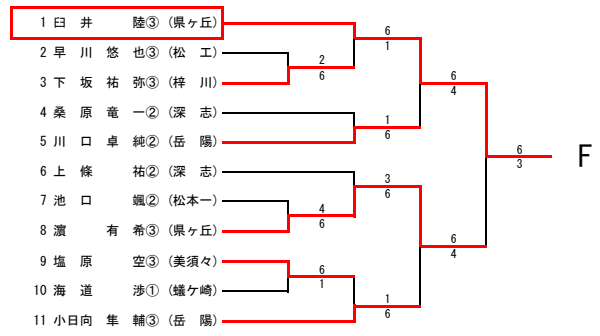 1 臼 井 陸③ (県ヶ丘)
2 早 川 悠 也③ (松 工)
3 下 坂 祐 弥③ (梓 川)
4 桑 原 竜 一② (深 志)
5 川 口 卓 純② (岳 陽)
6 上 條 祐② (深 志)
7 池 口 颯② (松本一)
8 濵 有 希③ (県ヶ丘)
9 塩 原 空③ (美須々)
10 海 道 渉① (蟻ケ崎)
11 小日向 隼 輔③ (岳 陽)
2
6
6
1
1
6
6
4
4
6
3
6
6
1
1
6
6
4
6
3
F